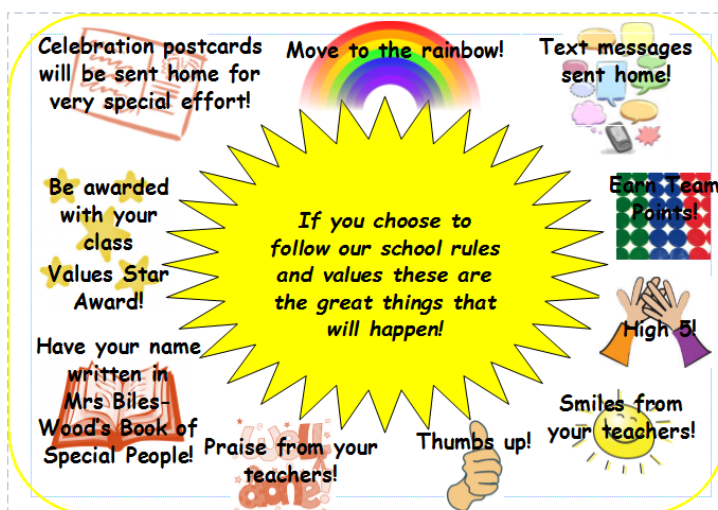 Celebration postcards
will be sent home for
very special effort!
Move to the rainbow!
Text messages
sent home!
Be awarded
with your
class
Values Star
Award!
If you choose to
follow our school rules
and values these are
the great things that
will happen!
Earn Team
Points!
High 5!
Have your name
written in
Mrs Biles-
Wood's Book of
Special People!
Praise from your
teachers!
well
done!
Thumbs up!
Smiles from
your teachers!